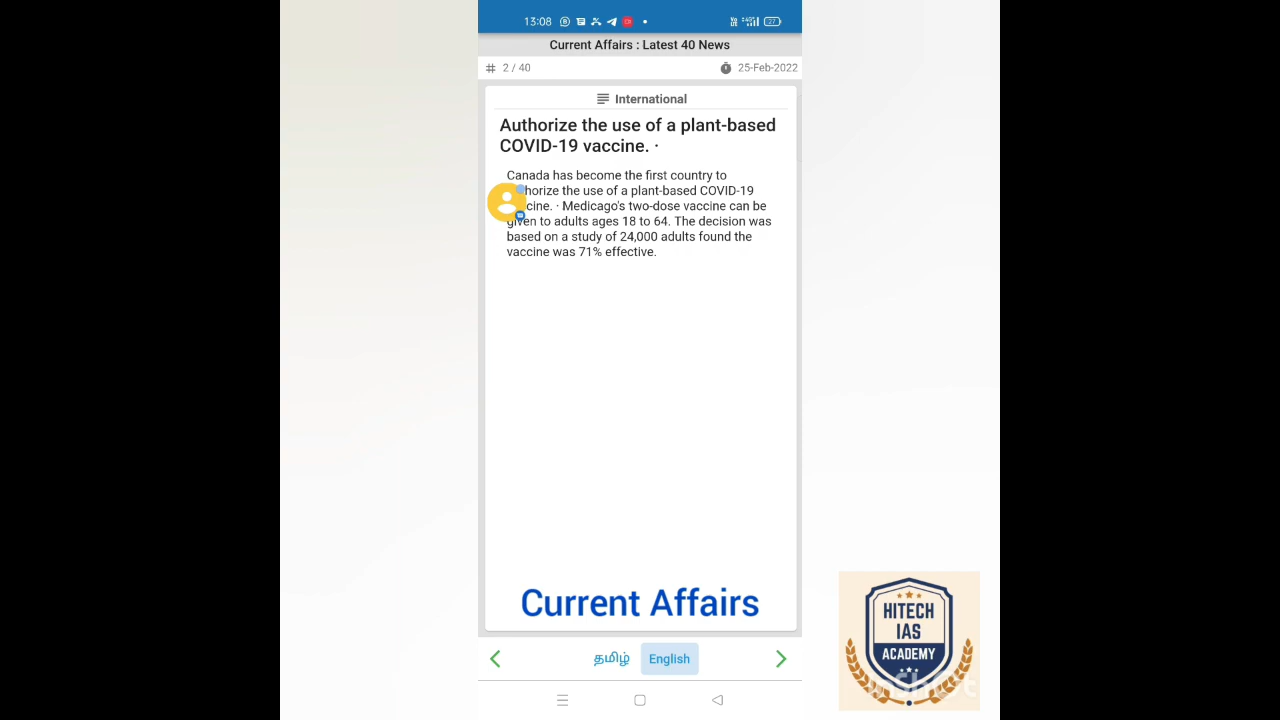 13:08
27
Current Affairs : Latest 40 News
# 2 / 40
25-Feb-2022
International
Authorize the use of a plant-based
COVID-19 vaccine. ·
Canada has become the first country to
horize the use of a plant-based COVID-19
cine. · Medicago's two-dose vaccine can be
given to adults ages 18 to 64. The decision was
based on a study of 24,000 adults found the
vaccine was 71% effective.
Current Affairs
தமிழ்
English
HITECH
IAS
ACADEMY
InShot